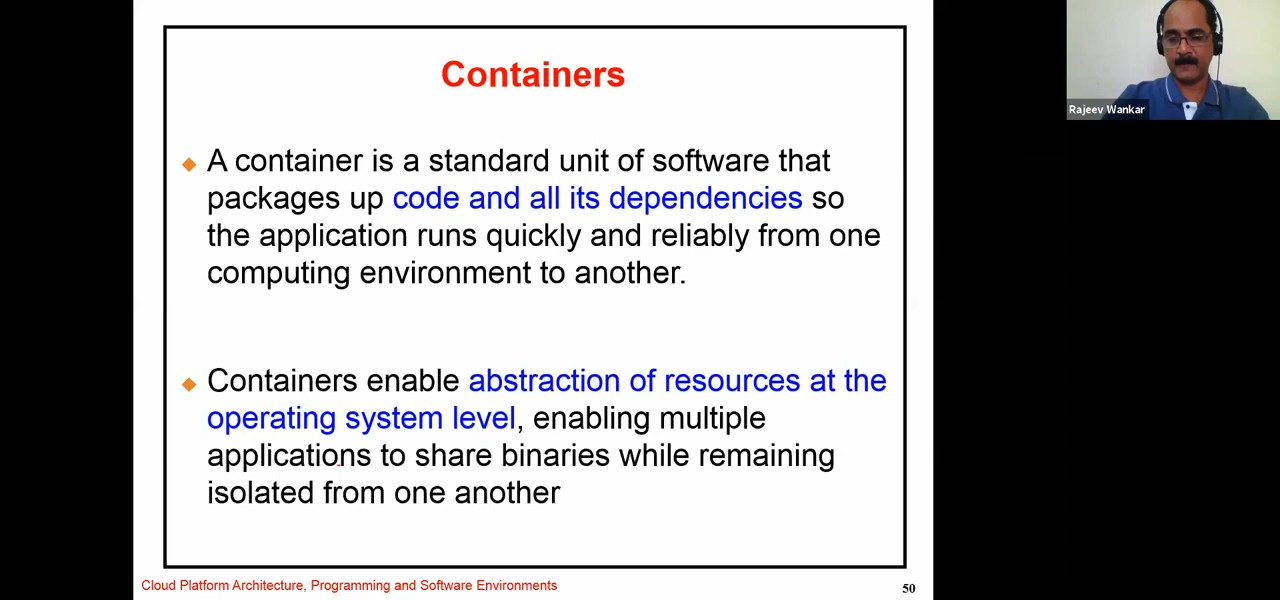 Containers
A container is a standard unit of software that
packages up code and all its dependencies so
the application runs quickly and reliably from one
computing environment to another.
Containers enable abstraction of resources at the
operating system level, enabling multiple
applications to share binaries while remaining
isolated from one another
Cloud Platform Architecture, Programming and Software Environments
50
Rajeev Wankar